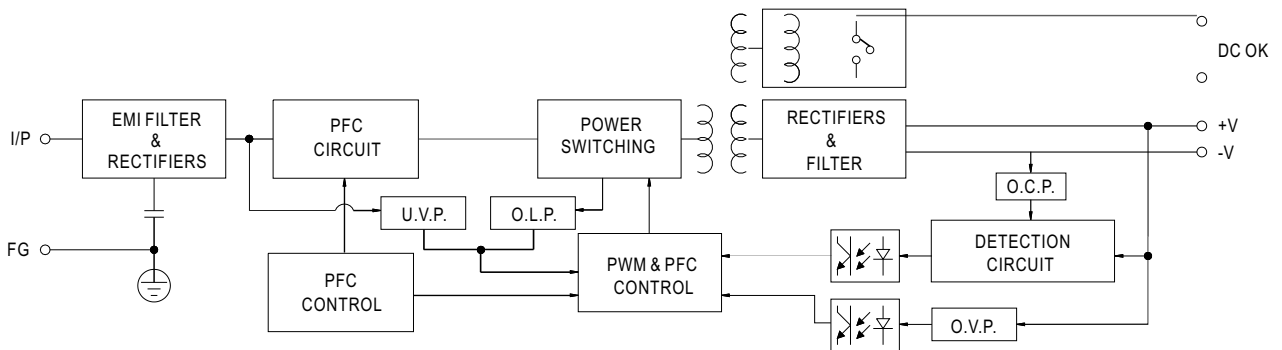 DC OK
I/P
EMI FILTER
&
RECTIFIERS
PFC
CIRCUIT
POWER
SWITCHING
RECTIFIERS
&
FILTER
+V
-V
O.C.P.
U.V.P.
O.L.P.
FG
PFC
CONTROL
PWM & PFC
CONTROL
DETECTION
CIRCUIT
O.V.P.